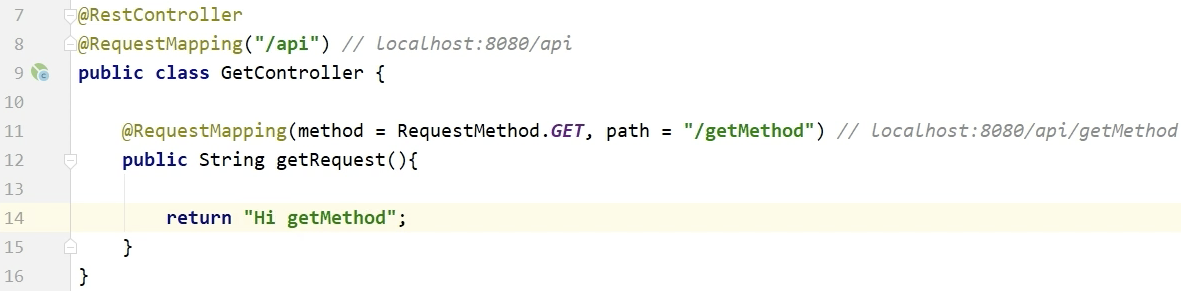 7 @RestController
8 @RequestMapping("/api") // localhost:8080/api
9 public class GetController {
10
11 @RequestMapping(method = RequestMethod.GET, path = "/getMethod") // localhost:8080/api/getMethod
12 public String getRequest(){
13
14 return "Hi getMethod";
15 }
16 }